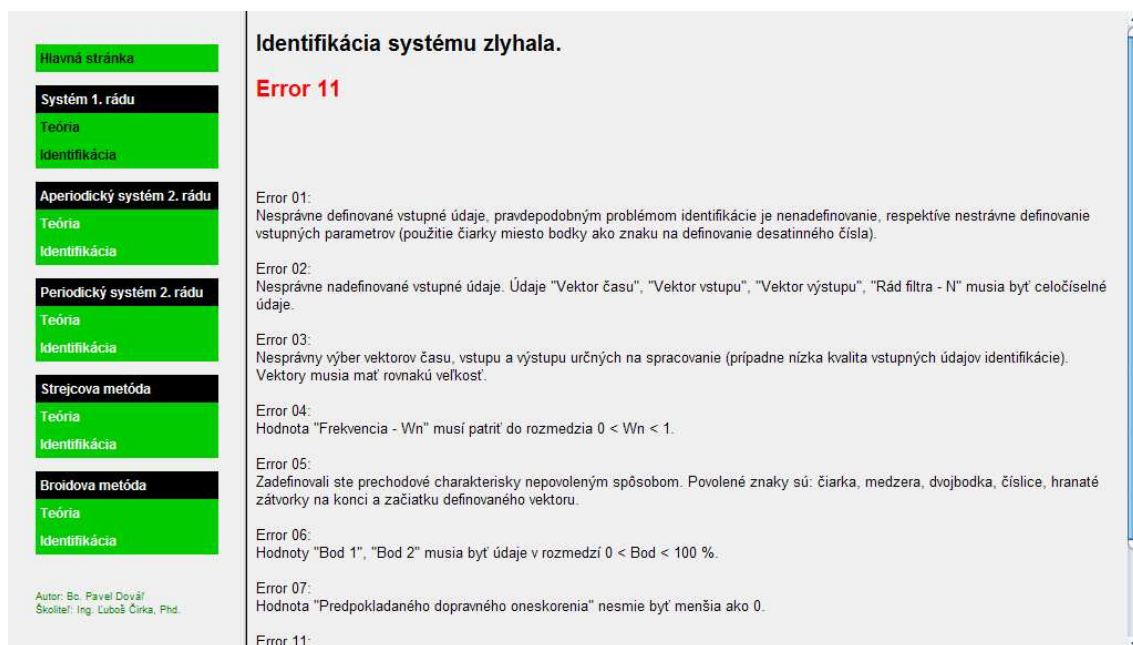 Hlavná stránka
Systém 1. rádu
Teória
Identifikácia
Aperiodický systém 2. rádu
Teória
Identifikácia
Periodický systém 2. rádu
Teória
Identifikácia
Strejcova metóda
Teória
Identifikácia
Broidova metóda
Teória
Identifikácia
Autor: Bc. Pavel Dovář
Školiteľ: Ing. Ľuboš Čirka, Phd.
Identifikácia systému zlyhala.
Error 11
Error 01:
Nesprávne definované vstupné údaje, pravdepodobným problémom identifikácie je nenadefinovanie, respektíve nestrávne definovanie
vstupných parametrov (použitie čiarky miesto bodky ako znaku na definovanie desatinného čísla).
Error 02:
Nesprávne nadefinované vstupné údaje. Údaje "Vektor času", "Vektor vstupu", "Vektor výstupu", "Rád filtra - N" musia byť celočíselné
údaje.
Error 03:
Nesprávny výber vektorov času, vstupu a výstupu určných na spracovanie (prípadne nízka kvalita vstupných údajov identifikácie).
Vektory musia mať rovnakú veľkosť.
Error 04:
Hodnota "Frekvencia - Wn" musí patriť do rozmedzia 0 < Wn < 1.
Error 05:
Zadefinovali ste prechodové charakterisky nepovoleným spôsobom. Povolené znaky sú: čiarka, medzera, dvojbodka, číslice, hranaté
zátvorky na konci a začiatku definovaného vektoru.
Error 06:
Hodnoty "Bod 1", "Bod 2" musia byť údaje v rozmedzí 0 < Bod < 100 %.
Error 07:
Hodnota "Predpokladaného dopravného oneskorenia" nesmie byť menšia ako 0.
Error 11: